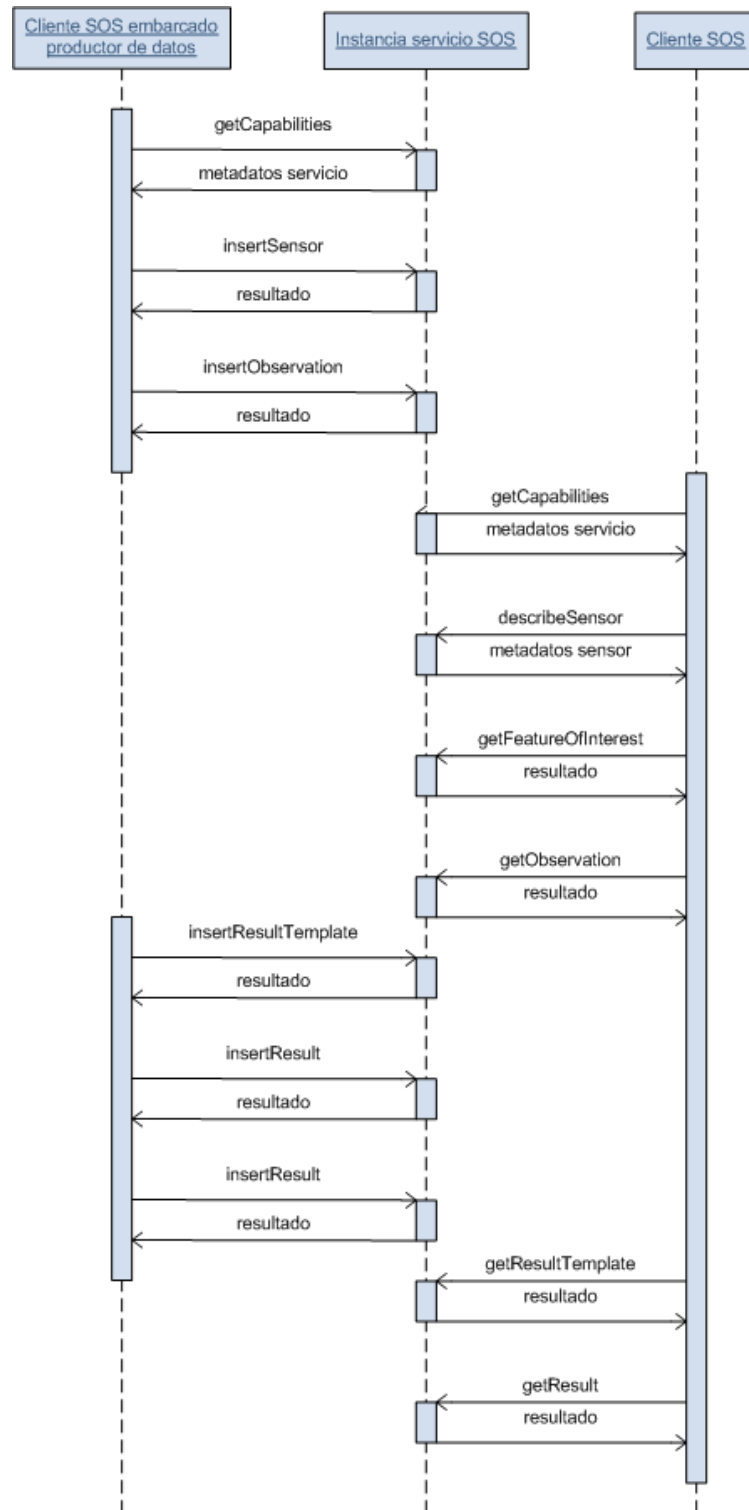 Cliente SOS embarcado
productor de datos
Instancia servicio SOS
Cliente SOS
getCapabilities
metadatos servicio
insertSensor
resultado
insertObservation
resultado
getCapabilities
metadatos servicio
describeSensor
metadatos sensor
getFeatureOfInterest
resultado
getObservation
resultado
insertResultTemplate
resultado
insertResult
resultado
insertResult
resultado
getResultTemplate
resultado
getResult
resultado